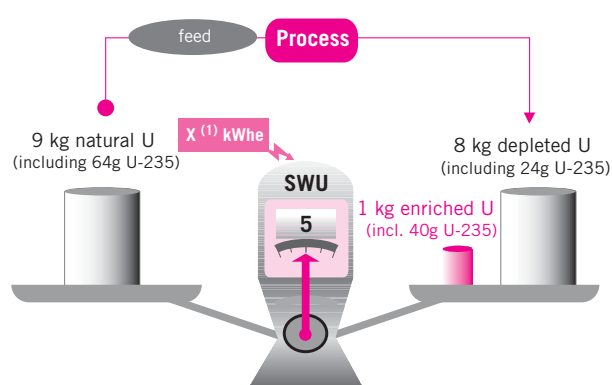 feed
Process
9 kg natural U
(including 64g U-235)
X (1) kWhe
8 kg depleted U
(including 24g U-235)
SWU
5
1 kg enriched U
(incl. 40g U-235)